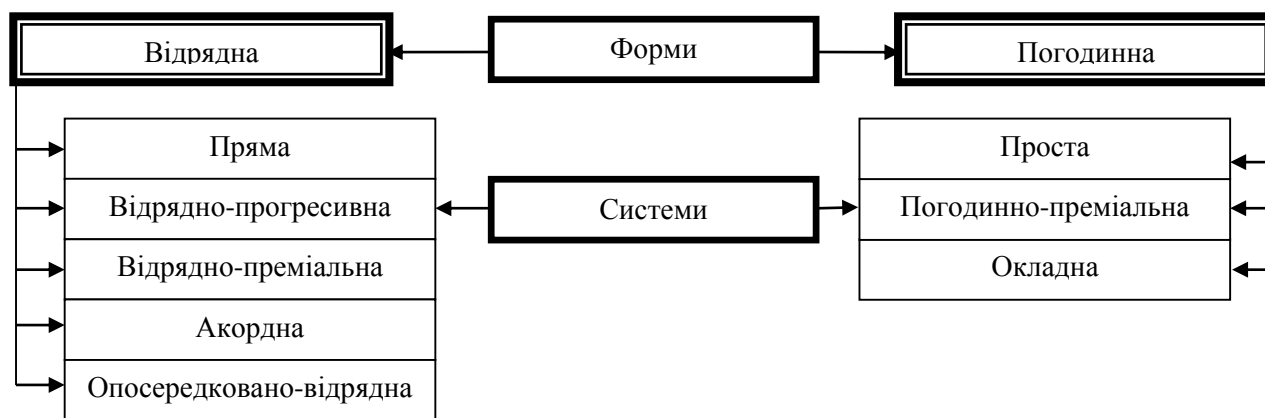 Відрядна
Форми
Погодинна
Пряма
Відрядно-прогресивна
Відрядно-преміальна
Акордна
Опосередковано-відрядна
Системи
Проста
Погодинно-преміальна
Окладна